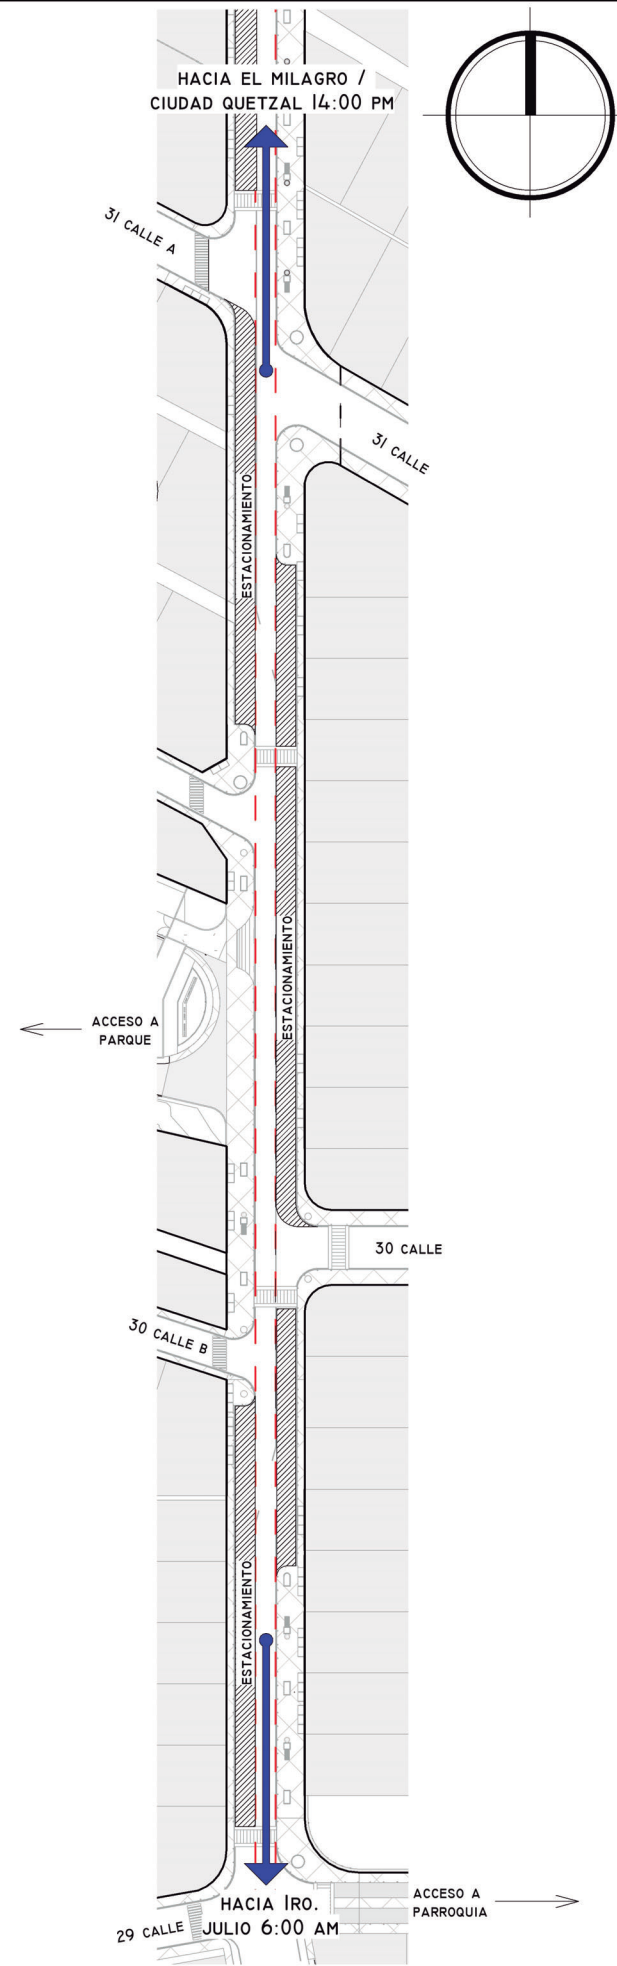 HACIA EL MILAGRO /
CIUDAD QUETZAL 14:00 PM
31 CALLE A
31 CALLE
ESTACIONAMIENTO
ESTACIONAMIENTO
ACCESO A
PARQUE
30 CALLE
30 CALLE B
ESTACIONAMIENTO
HACIA 1RO.
JULIO 6:00 AM
ACCESO A
PARROQUIA
29 CALLE